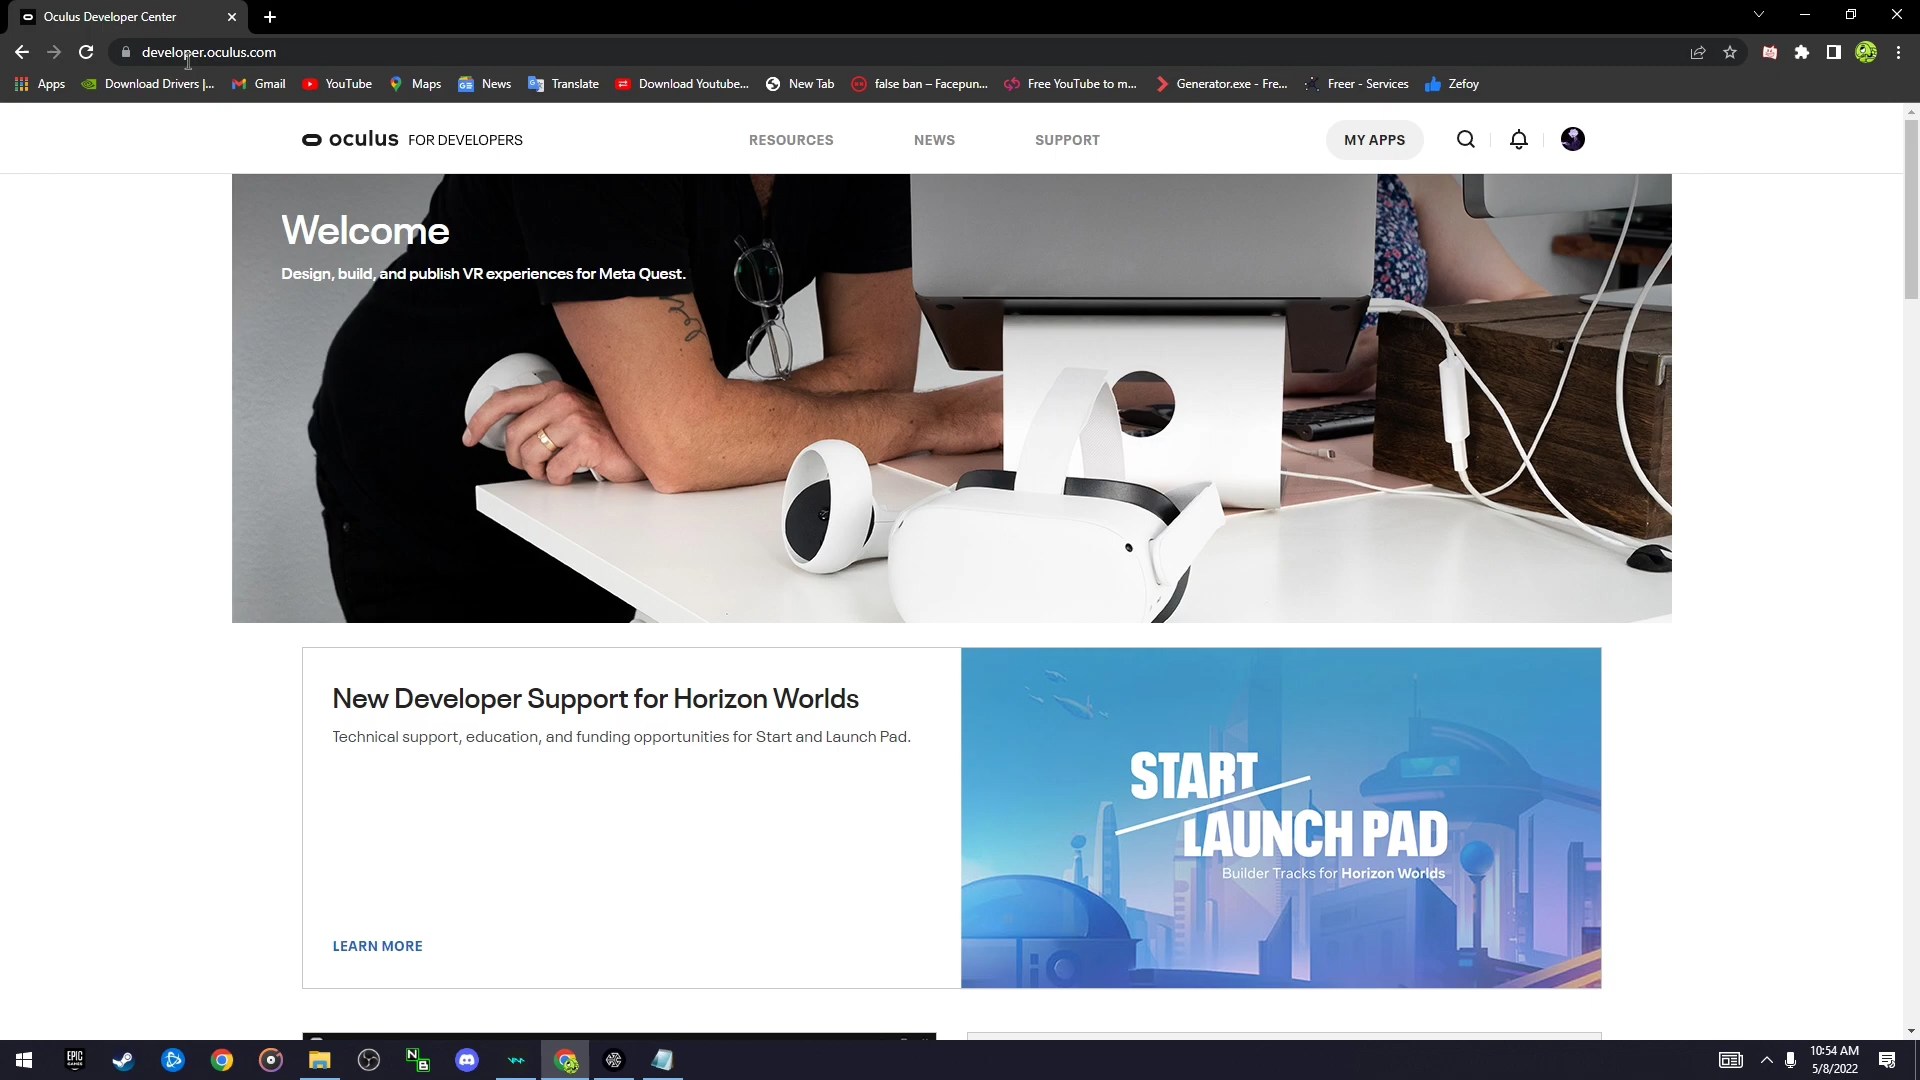 Oculus Developer Center
developer.oculus.com
Apps
Download Drivers |...
Gmail
YouTube
Maps
News
Translate
Download Youtube...
New Tab
false ban – Facepun...
Free YouTube to m...
Generator.exe - Fre...
Freer - Services
Zefoy
oculus FOR DEVELOPERS
RESOURCES
NEWS
SUPPORT
MY APPS
Welcome
Design, build, and publish VR experiences for Meta Quest.
New Developer Support for Horizon Worlds
Technical support, education, and funding opportunities for Start and Launch Pad.
LEARN MORE
START
LAUNCH PAD
Builder Tracks for Horizon Worlds
EPIC
GAMES
N
B
10:54 AM
5/8/2022